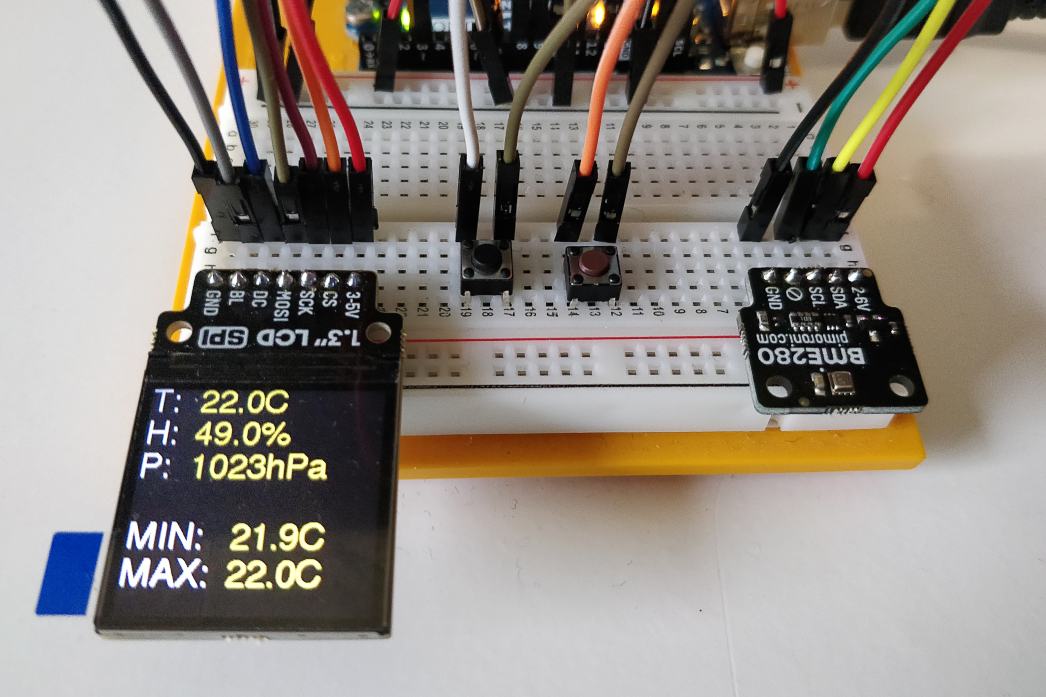 GND BL DC MOSI SCK CS 3-5V
1.3" LCD SPI
T: 22.0C
H: 49.0%
P: 1023hPa
MIN: 21.9C
MAX: 22.0C
GND SCL SDA 2-6V
pimoroni.com
BME280